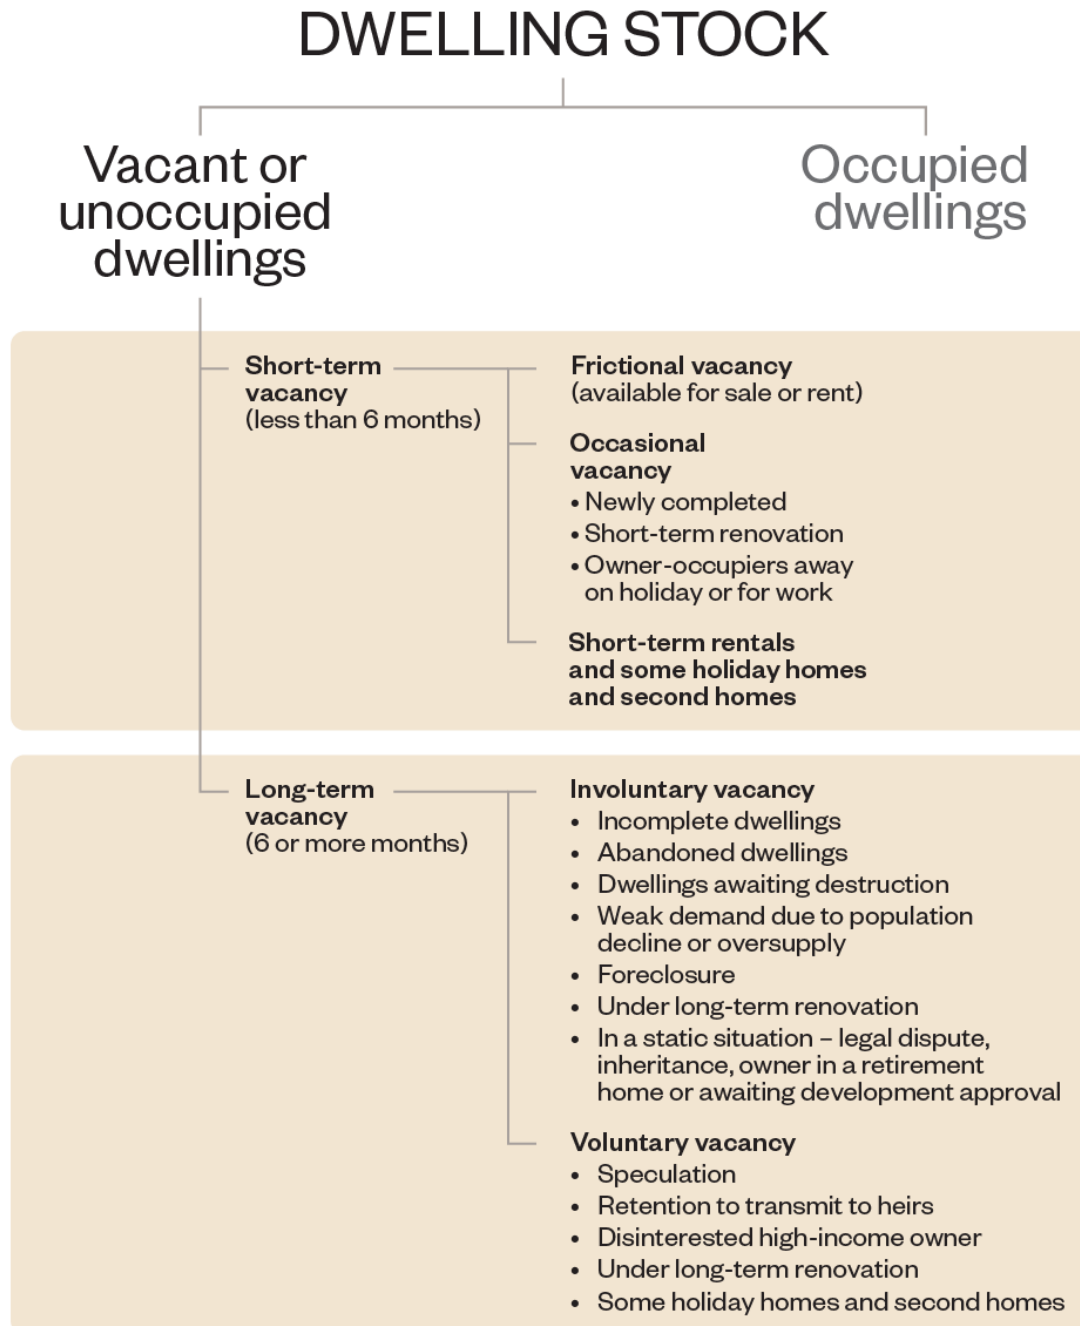 DWELLING STOCK
Vacant or
unoccupied
dwellings
Occupied
dwellings
Short-term
vacancy
(less than 6 months)
Frictional vacancy
(available for sale or rent)
Occasional
vacancy
• Newly completed
• Short-term renovation
• Owner-occupiers away
on holiday or for work
Short-term rentals
and some holiday homes
and second homes
Long-term
vacancy
(6 or more months)
Involuntary vacancy
• Incomplete dwellings
• Abandoned dwellings
• Dwellings awaiting destruction
• Weak demand due to population
decline or oversupply
• Foreclosure
• Under long-term renovation
• In a static situation – legal dispute,
inheritance, owner in a retirement
home or awaiting development approval
Voluntary vacancy
• Speculation
• Retention to transmit to heirs
• Disinterested high-income owner
• Under long-term renovation
• Some holiday homes and second homes